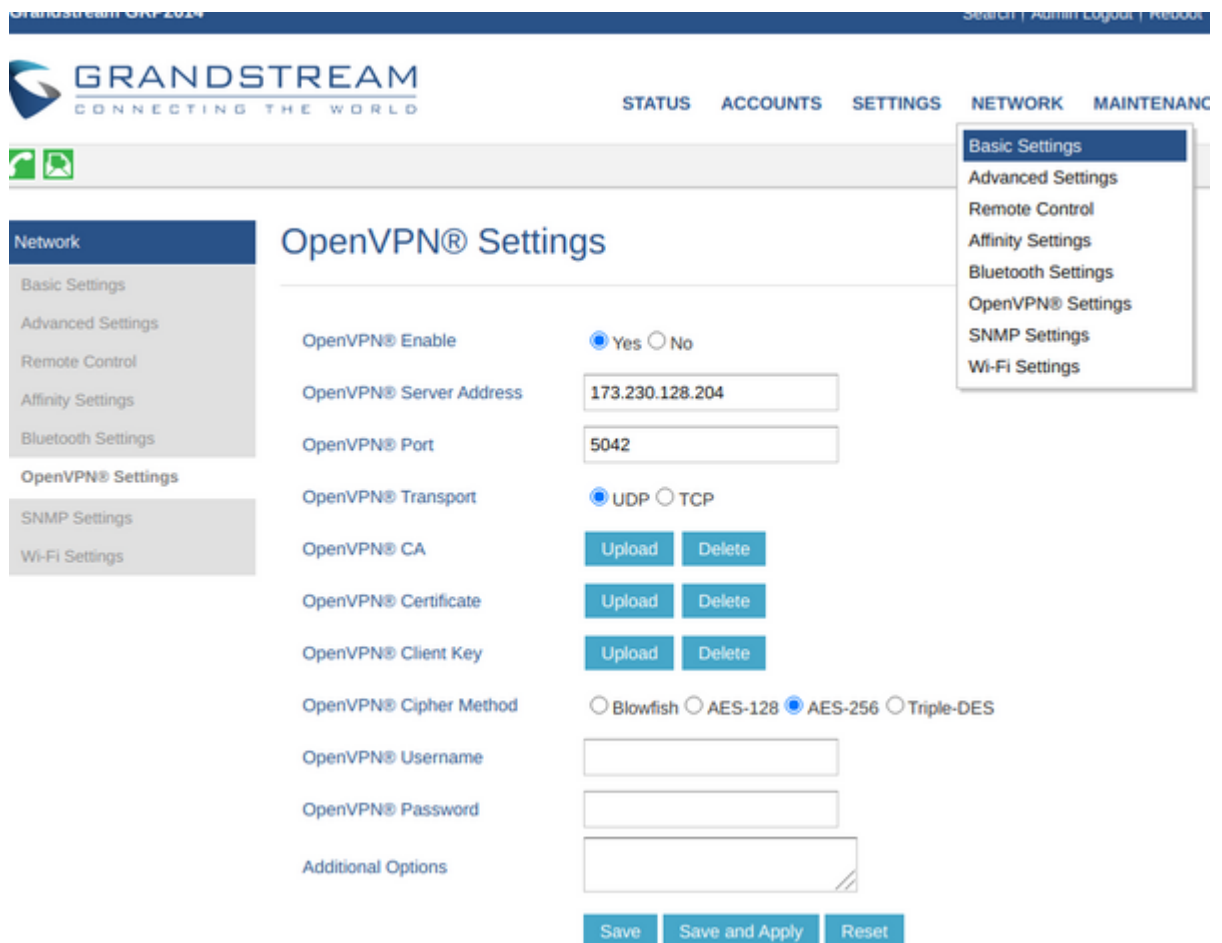 Grandstream GRP2614
Search | Admin Logout | Reboot
GRANDSTREAM
CONNECTING THE WORLD
STATUS ACCOUNTS SETTINGS NETWORK MAINTENANC
Basic Settings
Advanced Settings
Remote Control
Affinity Settings
Bluetooth Settings
OpenVPN® Settings
SNMP Settings
Wi-Fi Settings
Network
Basic Settings
Advanced Settings
Remote Control
Affinity Settings
Bluetooth Settings
OpenVPN® Settings
SNMP Settings
Wi-Fi Settings
OpenVPN® Settings
OpenVPN® Enable Yes No
OpenVPN® Server Address 173.230.128.204
OpenVPN® Port 5042
OpenVPN® Transport UDP TCP
OpenVPN® CA Upload Delete
OpenVPN® Certificate Upload Delete
OpenVPN® Client Key Upload Delete
OpenVPN® Cipher Method Blowfish AES-128 AES-256 Triple-DES
OpenVPN® Username
OpenVPN® Password
Additional Options
Save Save and Apply Reset